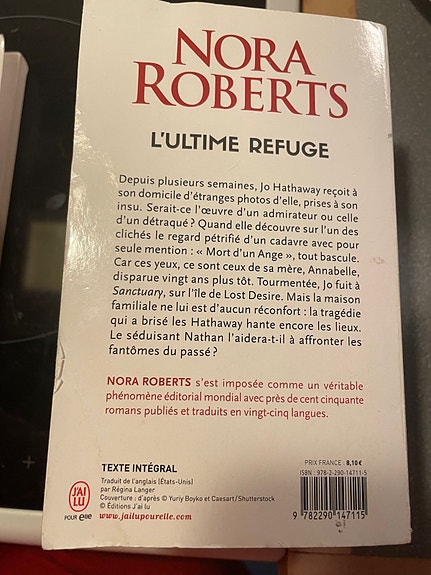 NORA
ROBERTS
L'ULTIME REFUGE
Depuis plusieurs semaines, Jo Hathaway reçoit à
son domicile d'étranges photos d'elle, prises à son
insu. Serait-ce l'œuvre d'un admirateur ou celle
d'un détraqué ? Quand elle découvre sur l'un des
clichés le regard pétrifié d'un cadavre avec pour
seule mention : « Mort d'un Ange », tout bascule.
Car ces yeux, ce sont ceux de sa mère, Annabelle,
disparue vingt ans plus tôt. Tourmentée, Jo fuit à
Sanctuary, sur l'île de Lost Desire. Mais la maison
familiale ne lui est d'aucun réconfort : la tragédie
qui a brisé les Hathaway hante encore les lieux.
Le séduisant Nathan l'aidera-t-il à affronter les
fantômes du passé ?
NORA ROBERTS s'est imposée comme un véritable
phénomène éditorial mondial avec près de cent cinquante
romans publiés et traduits en vingt-cinq langues.
TEXTE INTÉGRAL
Traduit de l'anglais (États-Unis)
par Régina Langer
Couverture : d'après © Yuriy Boyko et Caesart / Shutterstock
© Éditions J'ai lu
J'AI
LU
POUR elle
www.jailupourelle.com
PRIX FRANCE : 8,10 €
ISBN : 978-2-290-14711-5
9 782290 147115